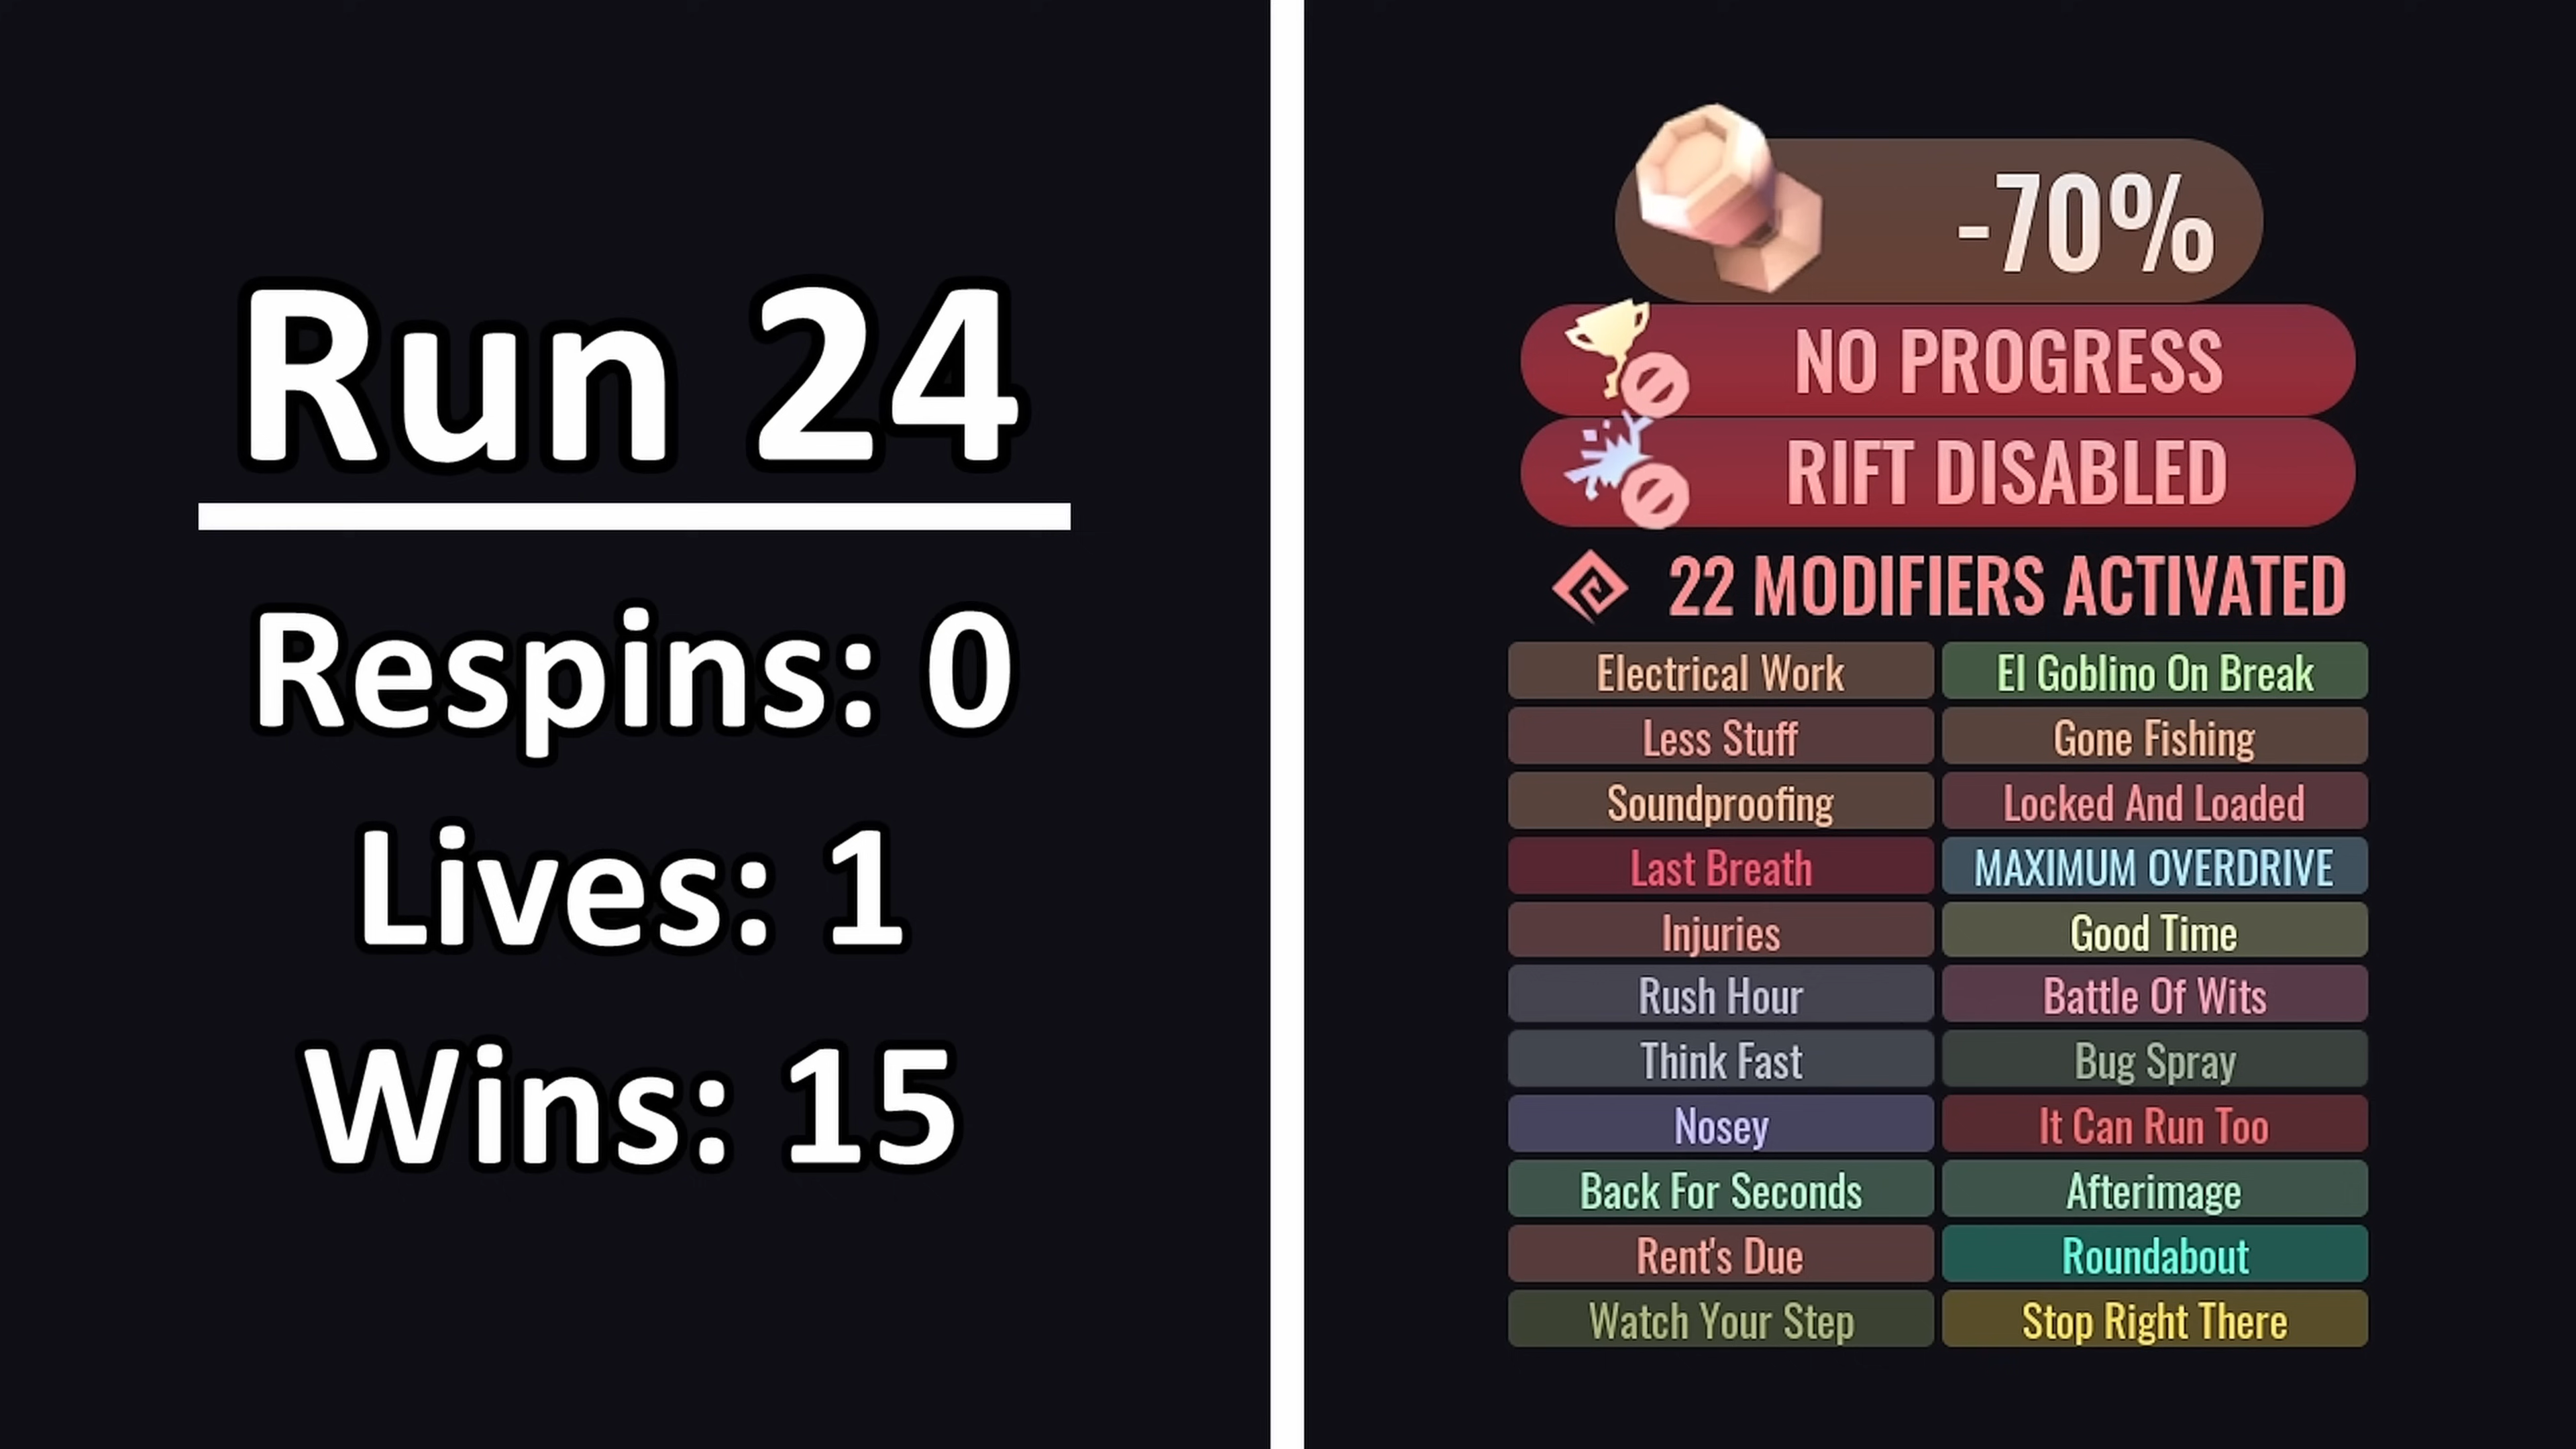 Run 24
Respins: 0
Lives: 1
Wins: 15
-70%
NO PROGRESS
RIFT DISABLED
22 MODIFIERS ACTIVATED
Electrical Work
El Goblino On Break
Less Stuff
Gone Fishing
Soundproofing
Locked And Loaded
Last Breath
MAXIMUM OVERDRIVE
Injuries
Good Time
Rush Hour
Battle Of Wits
Think Fast
Bug Spray
Nosey
It Can Run Too
Back For Seconds
Afterimage
Rent's Due
Roundabout
Watch Your Step
Stop Right There